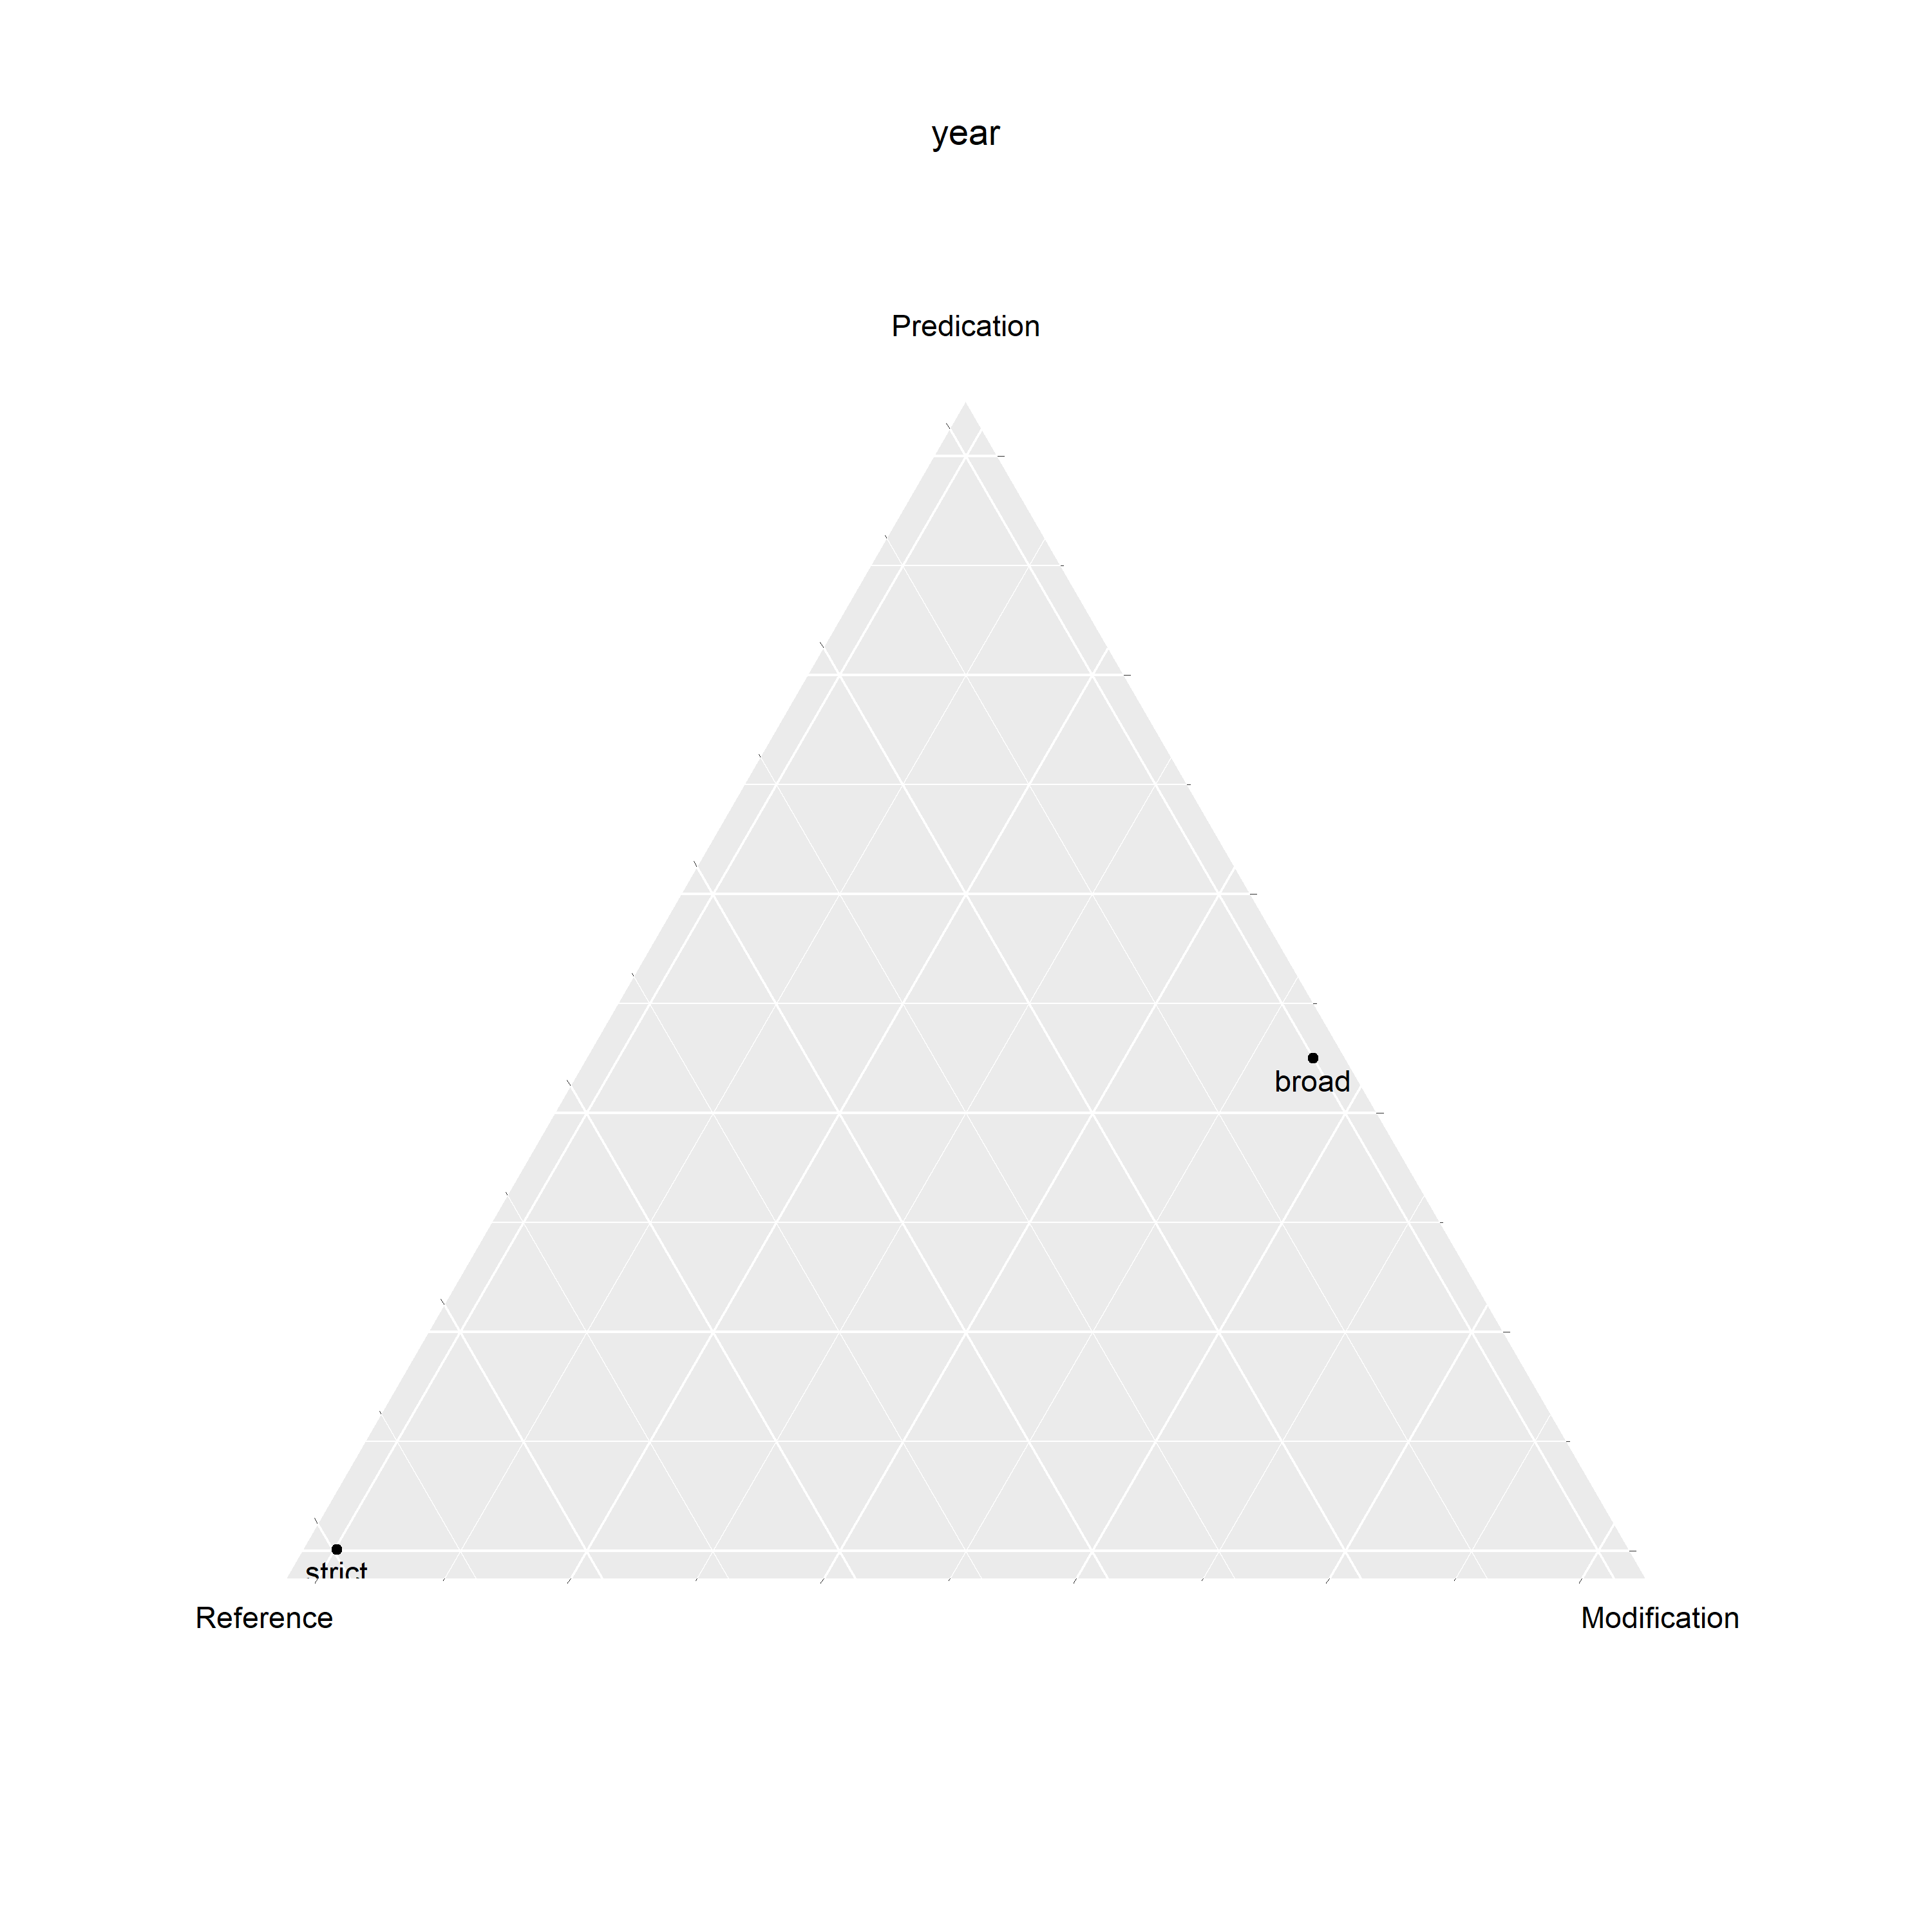 year
Predication
broad
strict
Reference
Modification